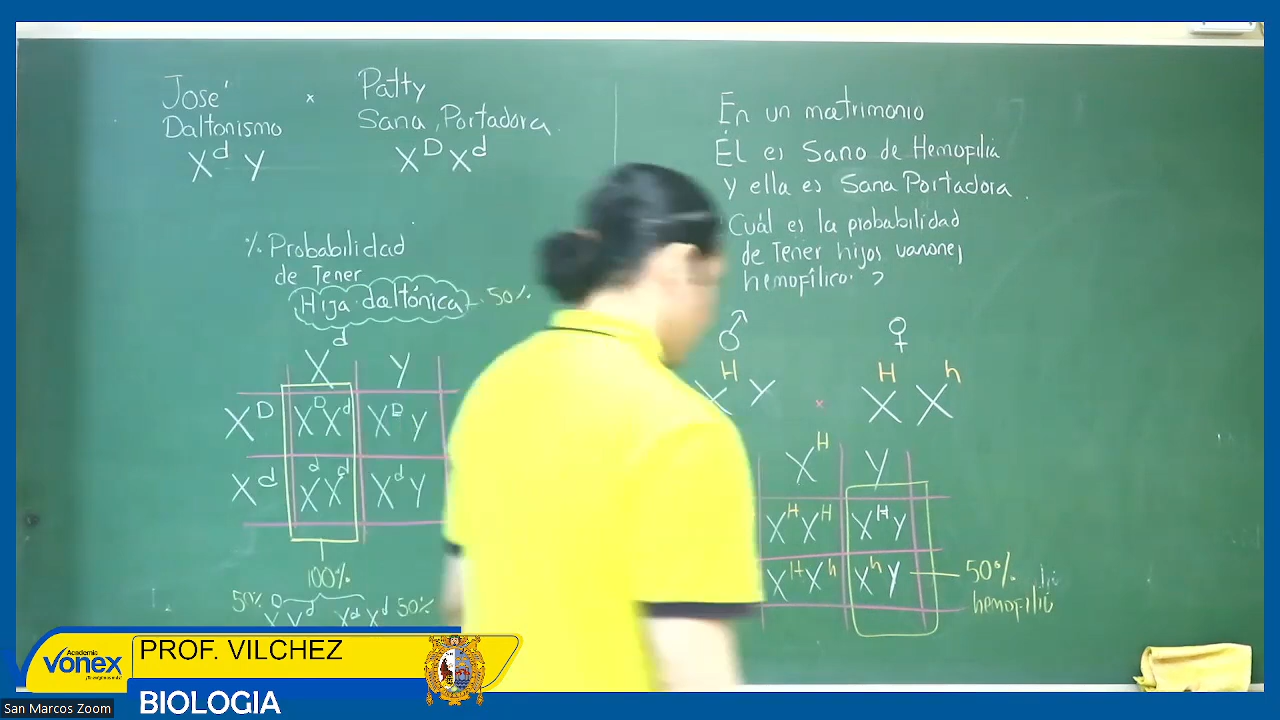 José x Patty
Daltonismo Sana, Portadora
X^d Y X^D X^d
% Probabilidad
de Tener
Hija daltónica 50%
X^d Y
X^D X^D X^d X^D Y
X^d X^d X^d X^d Y
100%
50% X^D X^d X^d X^d 50%
En un matrimonio
Él es Sano de Hemofilia
y ella es Sana Portadora.
Cuál es la probabilidad
de Tener hijos varones
hemofílico. ?
♂ ♀
X^H Y x X^H X^h
X^H Y
X^H X^H X^H Y
X^H X^h X^h Y 50%
Academia
vonex
PROF. VILCHEZ
BIOLOGIA
San Marcos Zoom